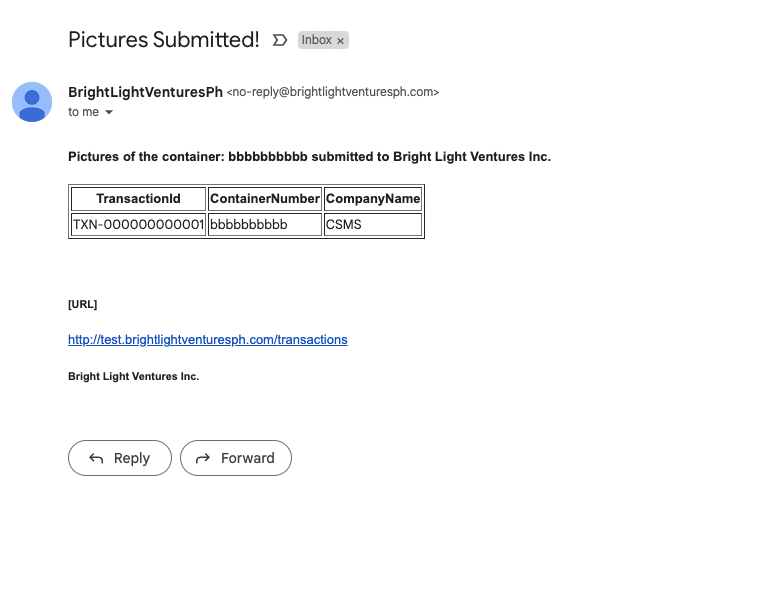 Pictures Submitted! Inbox ×
BrightLightVenturesPh <no-reply@brightlightventuresph.com>
to me
Pictures of the container: bbbbbbbbbb submitted to Bright Light Ventures Inc.
TransactionId ContainerNumber CompanyName
TXN-000000000001 bbbbbbbbbb CSMS
[URL]
http://test.brightlightventuresph.com/transactions
Bright Light Ventures Inc.
Reply Forward